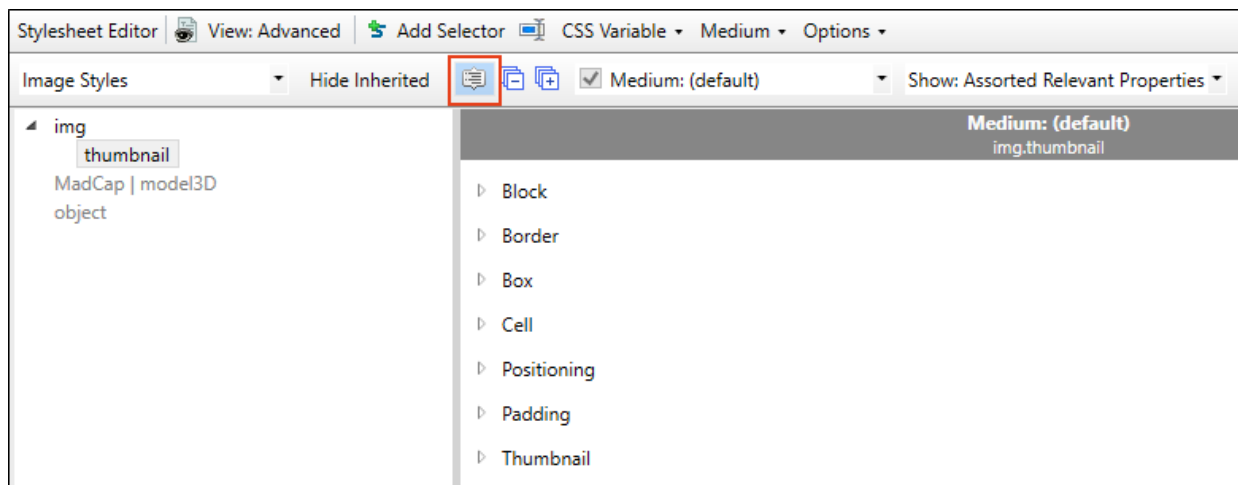 Stylesheet Editor View: Advanced Add Selector CSS Variable Medium Options
Image Styles Hide Inherited Medium: (default) Show: Assorted Relevant Properties
img
thumbnail
MadCap | model3D
object
Medium: (default)
img.thumbnail
Block
Border
Box
Cell
Positioning
Padding
Thumbnail